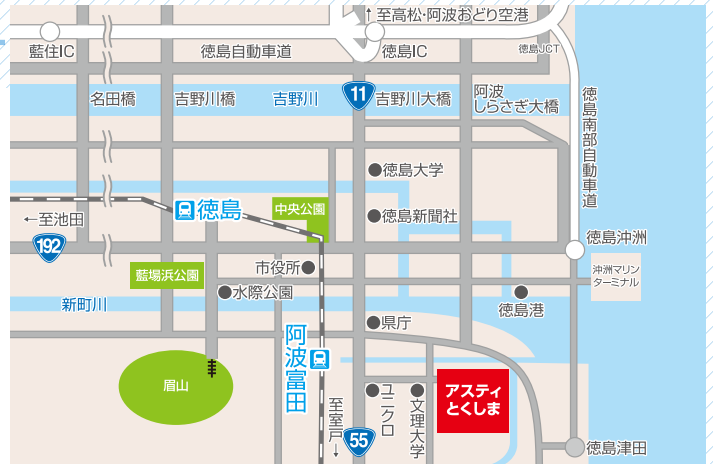 ↑至高松・阿波おどり空港
藍住IC
徳島自動車道
徳島IC
徳島JCT
名田橋
吉野川橋
吉野川
11
吉野川大橋
阿波
しらさぎ大橋
徳島南部自動車道
徳島大学
徳島
中央公園
徳島新聞社
←至池田
192
徳島沖洲
市役所
藍場浜公園
水際公園
沖洲マリン
ターミナル
新町川
徳島港
県庁
阿波富田
眉山
アスティ
とくしま
至室戸→
ユニクロ
文理大学
55
徳島津田